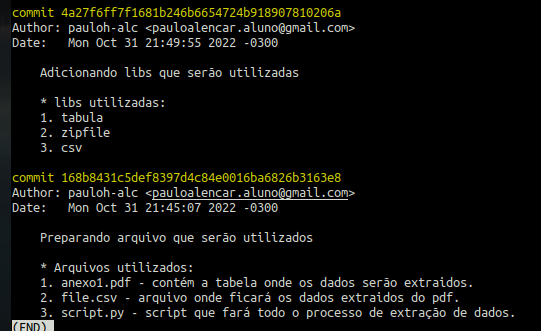 commit 4a27f6ff7f1681b246b6654724b918907810206a
Author: pauloh-alc <pauloalencar.aluno@gmail.com>
Date:   Mon Oct 31 21:49:55 2022 -0300
Adicionando libs que serão utilizadas
* libs utilizadas:
1. tabula
2. zipfile
3. csv
commit 168b8431c5def8397d4c84e0016ba6826b3163e8
Author: pauloh-alc <pauloalencar.aluno@gmail.com>
Date:   Mon Oct 31 21:45:07 2022 -0300
Preparando arquivo que serão utilizados
* Arquivos utilizados:
1. anexo1.pdf - contém a tabela onde os dados serão extraidos.
2. file.csv - arquivo onde ficará os dados extraidos do pdf.
3. script.py - script que fará todo o processo de extração de dados.
(END)